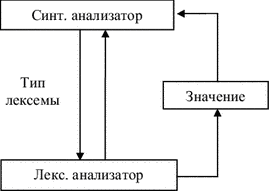 Синт. анализатор
Тип
лексемы
Значение
Лекс. анализатор